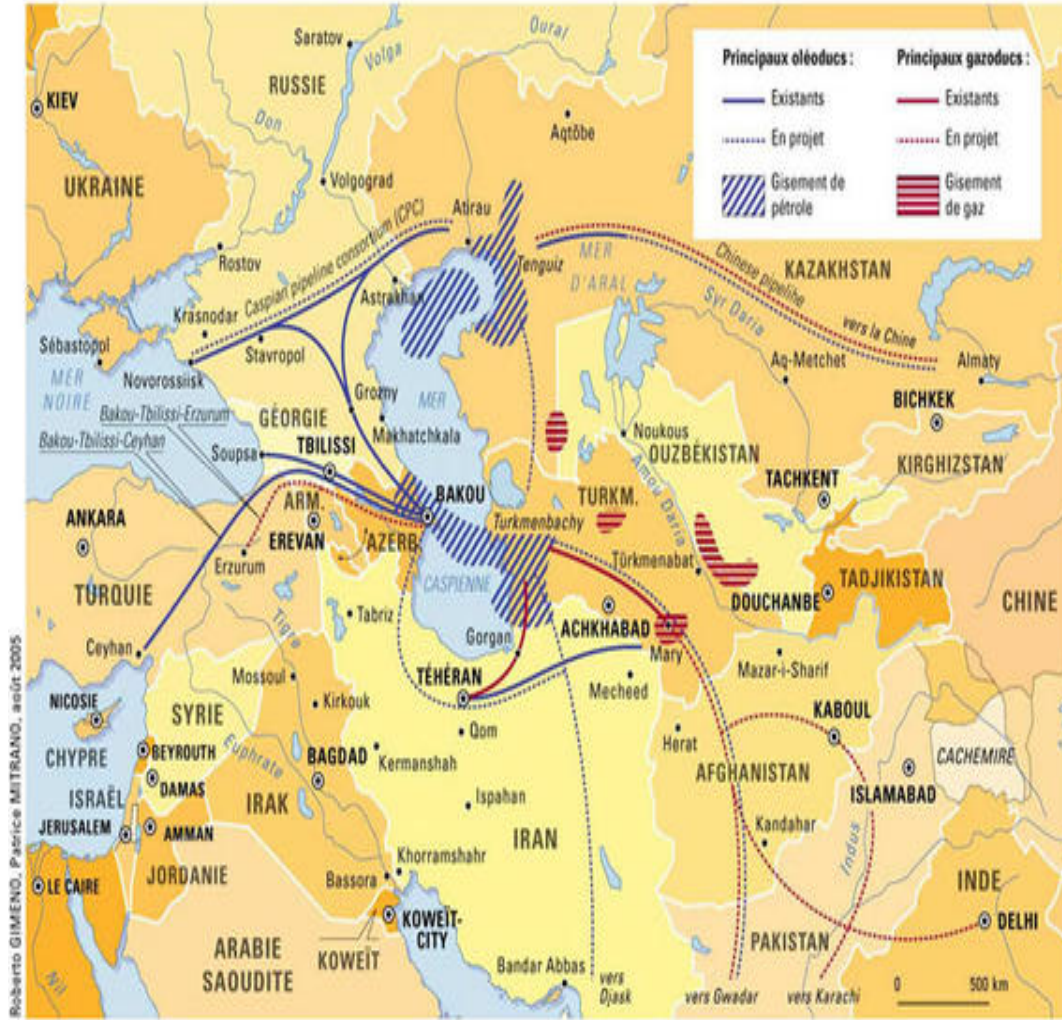 Principaux oléoducs :
Existants
En projet
Gisement de
pétrole
Principaux gazoducs :
Existants
En projet
Gisement
de gaz
Saratov
Volga
Oural
RUSSIE
KIEV
Don
Aqtöbe
UKRAINE
Volgograd
Atirau
Rostov
Caspian pipeline consortium (CPC)
Tenguiz
MER
D'ARAL
Chinese pipelihe
KAZAKHSTAN
Syr Daria
vers la Chine
Astrakhan
Krasnodar
Sébastopol
Stavropol
Aq-Metchet
Almaty
MER
NOIRE
Novorossiisk
Grozny
MER
BICHKEK
Bakou-Tbilissi-Erzurum
GÉORGIE
Makhatchkala
Noukous
Bakou-Tbilissi-Ceyhan
Soupsa
TBILISSI
OUZBÉKISTAN
KIRGHIZSTAN
TACHKENT
Amou Daria
ANKARA
ARM.
BAKOU
TURKM.
Turkmenbachy
EREVAN
AZERB.
Erzurum
Türkmenabat
TURQUIE
CASPIENNE
TADJIKISTAN
DOUCHANBE
CHINE
Tabriz
ACHKHABAD
Gorgan
Ceyhan
Tigre
Mary
Mazar-i-Sharif
Mossoul
TÉHÉRAN
Mecheed
NICOSIE
Kirkouk
KABOUL
SYRIE
Qom
Herat
CHYPRE
BEYROUTH
Euphrate
BAGDAD
Kermanshah
CACHEMIRE
AFGHANISTAN
DAMAS
ISLAMABAD
ISRAËL
IRAK
Ispahan
JERUSALEM
AMMAN
IRAN
Kandahar
Indus
JORDANIE
Khorramshahr
LE CAIRE
Bassora
INDE
KOWEÏT-
CITY
DELHI
ARABIE
SAOUDITE
KOWEÏT
PAKISTAN
Bandar Abbas
vers
Djask
vers Gwadar
vers Karachi
0
500 km
Nil
Roberto GIMENO, Patrice MITRANO, août 2005